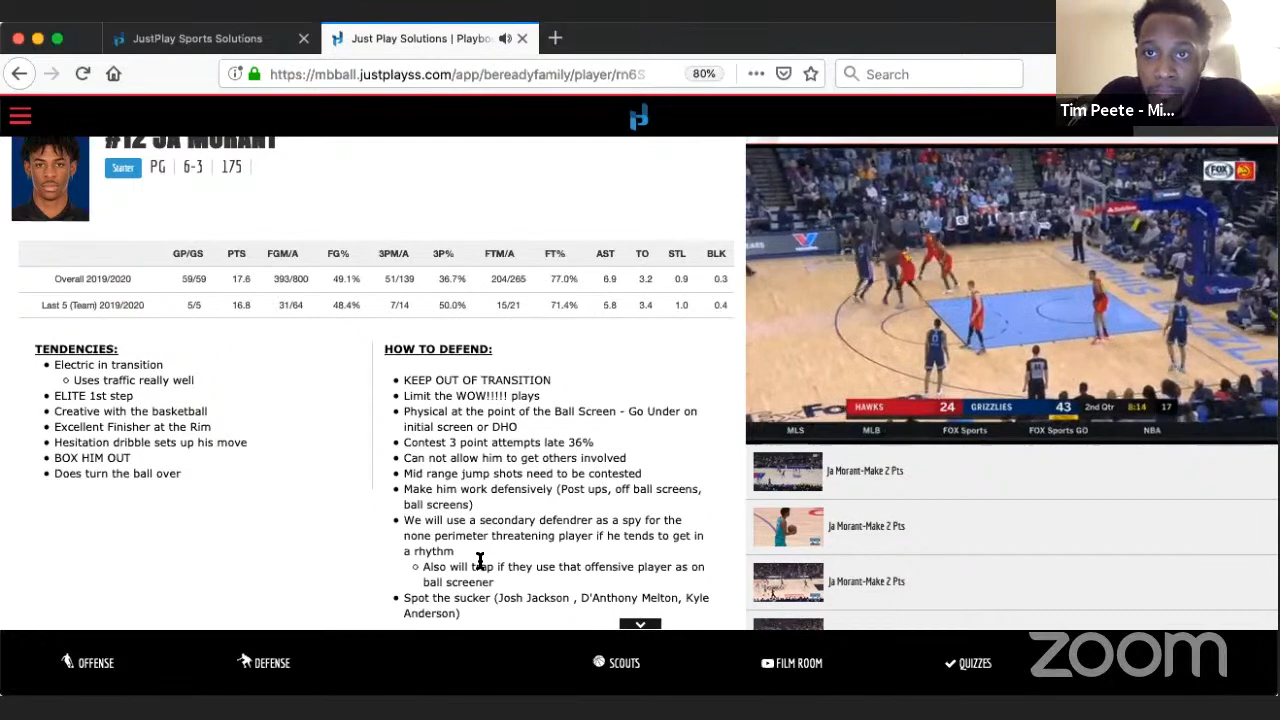 JustPlay Sports Solutions
Just Play Solutions | Playbo
https://mbball.justplayss.com/app/bereadyfamily/player/rn6S
80%
Search
Tim Peete - Mi...
#12 JA MORANT
Starter PG 6-3 175
GP/GS PTS FGM/A FG% 3PM/A 3P% FTM/A FT% AST TO STL BLK
Overall 2019/2020 59/59 17.6 393/800 49.1% 51/139 36.7% 204/265 77.0% 6.9 3.2 0.9 0.3
Last 5 (Team) 2019/2020 5/5 16.8 31/64 48.4% 7/14 50.0% 15/21 71.4% 5.8 3.4 1.0 0.4
TENDENCIES:
Electric in transition
Uses traffic really well
ELITE 1st step
Creative with the basketball
Excellent Finisher at the Rim
Hesitation dribble sets up his move
BOX HIM OUT
Does turn the ball over
HOW TO DEFEND:
KEEP OUT OF TRANSITION
Limit the WOW!!!!! plays
Physical at the point of the Ball Screen - Go Under on
initial screen or DHO
Contest 3 point attempts late 36%
Can not allow him to get others involved
Mid range jump shots need to be contested
Make him work defensively (Post ups, off ball screens,
ball screens)
We will use a secondary defendrer as a spy for the
none perimeter threatening player if he tends to get in
a rhythm
Also will trap if they use that offensive player as on
ball screener
Spot the sucker (Josh Jackson , D'Anthony Melton, Kyle
Anderson)
FOX
HAWKS 24 GRIZZLIES 43 2nd Qtr 8:14 17
MLS MLB FOX Sports FOX Sports GO NBA
Ja Morant-Make 2 Pts
Ja Morant-Make 2 Pts
Ja Morant-Make 2 Pts
OFFENSE DEFENSE SCOUTS FILM ROOM QUIZZES
zoom